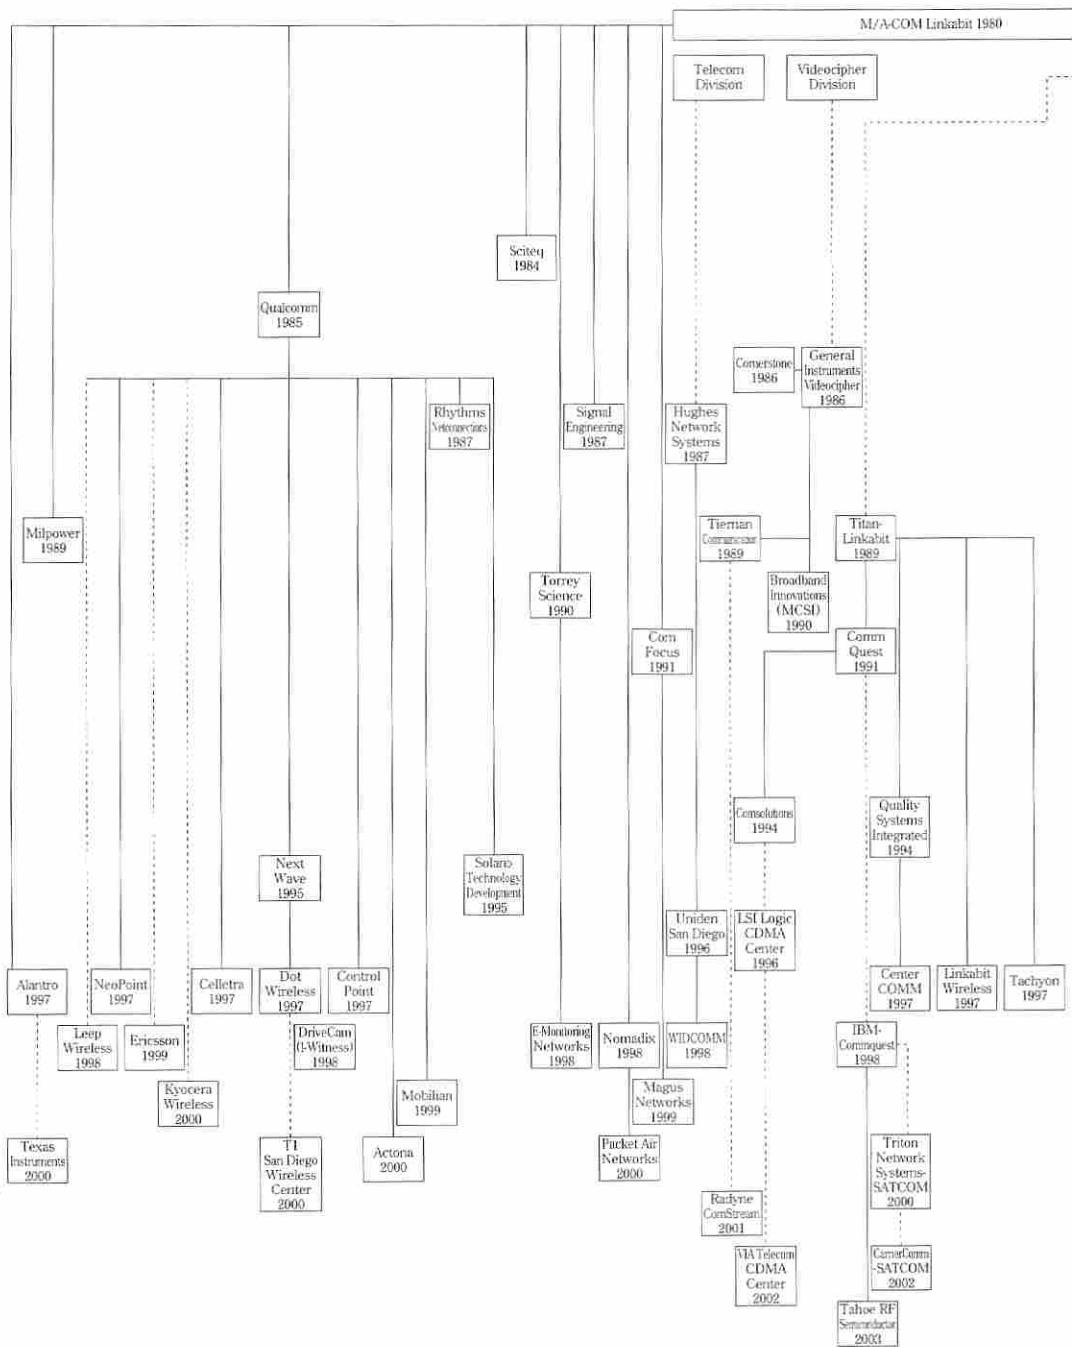 M/A-COM Linkabit 1980
Telecom
Division
Videocipher
Division
Sciteq
1984
Qualcomm
1985
Cornerstone
1986
General
Instruments
Videocipher
1986
Rhythms
Netconnections
1987
Signal
Engineering
1987
Hughes
Network
Systems
1987
Milpower
1989
Tiernan
1989
Titan-
Linkabit
1989
Torrey
Science
1990
Broadband
Innovations
(MCSI)
1990
Com
Focus
1991
Comm
Quest
1991
Comsolutions
1994
Quality
Systems
Integrated
1994
Next
Wave
1995
Solano
Technology
Development
1995
Uniden
San Diego
1996
LSI Logic
CDMA
Center
1996
Alantro
1997
NeoPoint
1997
Celletra
Dot
Wireless
1997
Control
Point
1997
Center
COMM
1997
Linkabit
Wireless
1997
Tachyon
1997
Leep
Wireless
1998
Ericsson
1999
DriveCam
(I-Witness)
1998
E-Monitoring
Networks
1998
Nomadix
1998
WIDCOMM
1998
IBM-
Commquest
1998
Kyocera
Wireless
2000
Mobilian
1999
Magus
Networks
1999
Texas
Instruments
2000
TI
San Diego
Wireless
Center
2000
Actona
2000
Packet Air
Networks
2000
Triton
Network
Systems-
SATCOM
2000
Radyne
ComStream
2001
VIA Telecom
CDMA
Center
2002
-SATCOM
2002
Tahoe RF
Semiconductor
2003